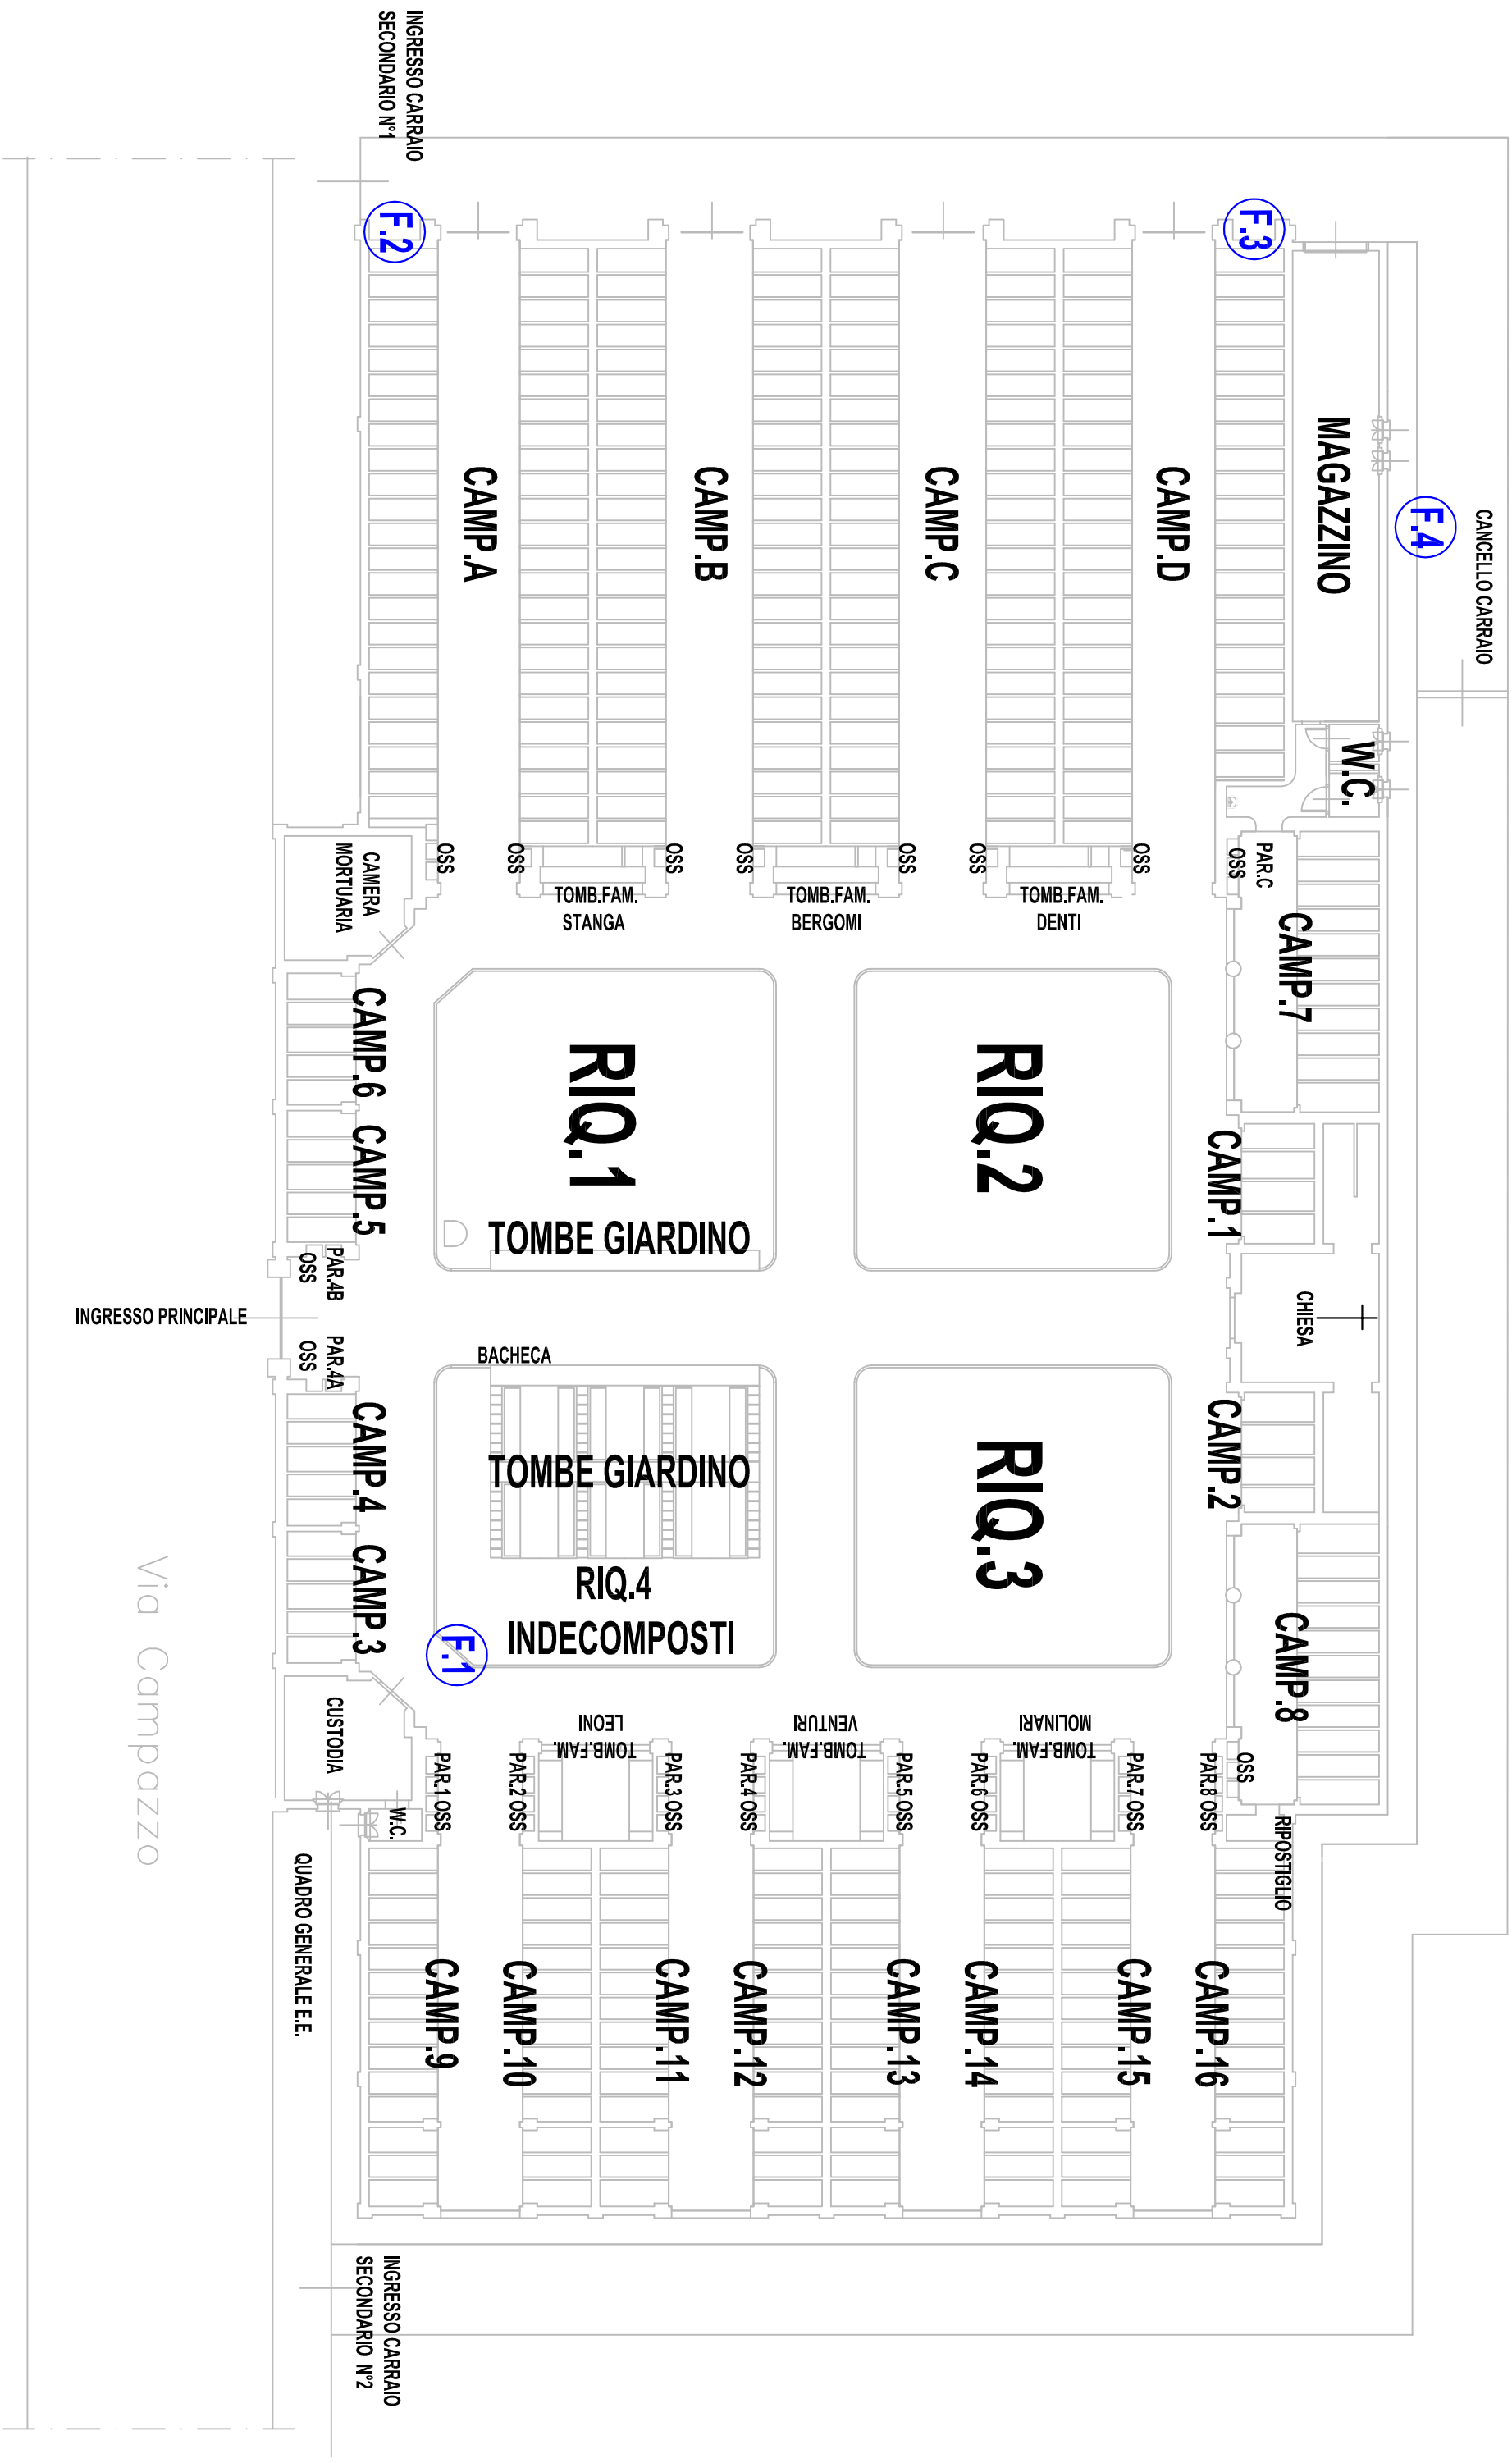 INGRESSO CARRAIO
SECONDARIO N°1
F.2
F.3
F.4
CANCELLO CARRAIO
MAGAZZINO
CAMP.A
CAMP.B
CAMP.C
CAMP.D
W.C.
OSS
OSS
OSS
OSS
OSS
OSS
OSS
PAR.C
OSS
CAMERA
MORTUARIA
TOMB.FAM.
STANGA
TOMB.FAM.
BERGOMI
TOMB.FAM.
DENTI
CAMP.7
CAMP.6
CAMP.5
RIQ.1
TOMBE GIARDINO
RIQ.2
CAMP.1
PAR.4B
OSS
INGRESSO PRINCIPALE
PAR.4A
OSS
CHIESA
BACHECA
TOMBE GIARDINO
RIQ.4
INDECOMPOSTI
RIQ.3
CAMP.4
CAMP.3
CAMP.2
CAMP.8
F.1
Via Campazzo
CUSTODIA
W.C.
QUADRO GENERALE E.E.
TOMB.FAM.
LEONI
TOMB.FAM.
VENTURI
TOMB.FAM.
MOLINARI
PAR.1 OSS
PAR.2 OSS
PAR.3 OSS
PAR.4 OSS
PAR.5 OSS
PAR.6 OSS
PAR.7 OSS
PAR.8 OSS
OSS
RIPOSTIGLIO
CAMP.9
CAMP.10
CAMP.11
CAMP.12
CAMP.13
CAMP.14
CAMP.15
CAMP.16
INGRESSO CARRAIO
SECONDARIO N°2